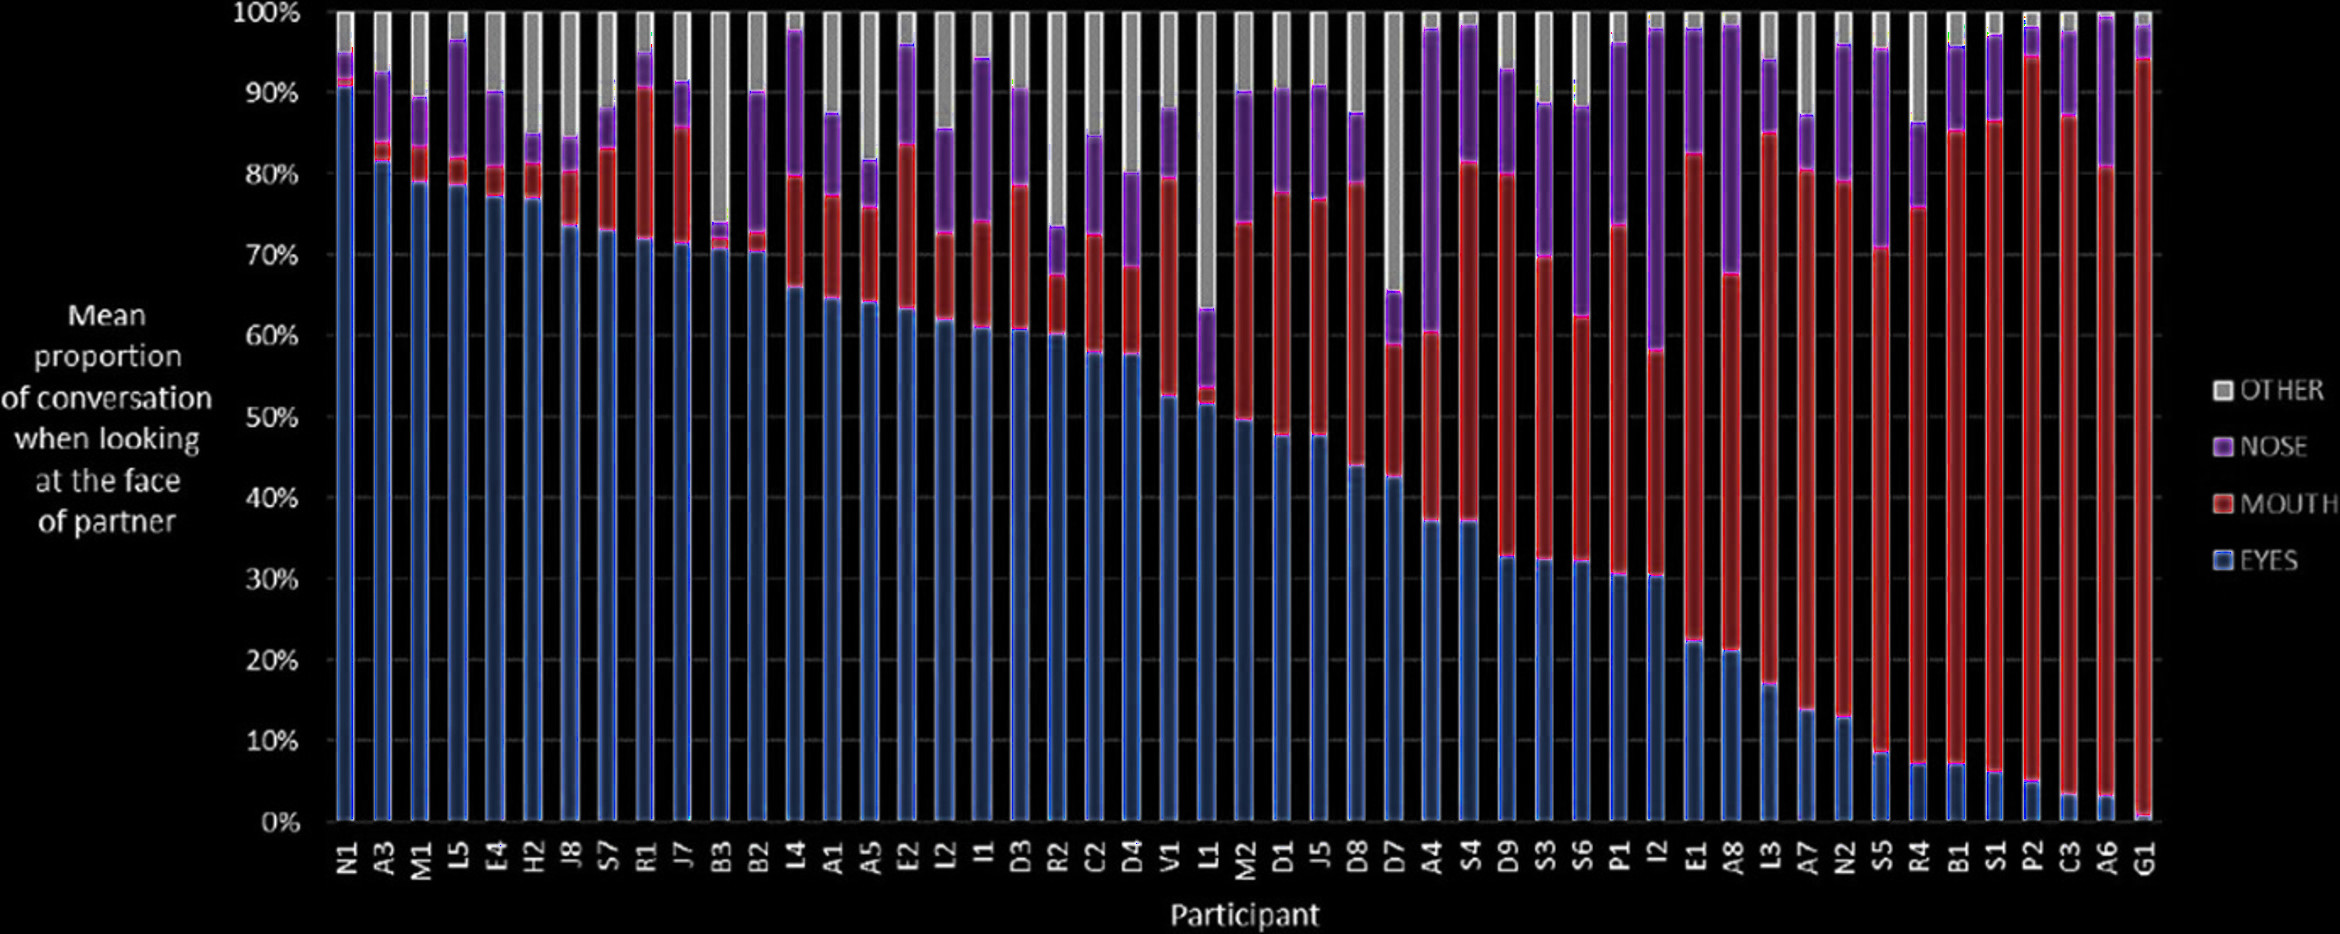 100%
90%
80%
70%
60%
50%
40%
30%
20%
10%
0%
Mean
proportion
of conversation
when looking
at the face
of partner
OTHER
NOSE
MOUTH
EYES
N1 A3 M1 L5 E4 H2 J8 S7 R1 J7 B3 B2 L4 A1 A5 E2 L2 I1 D3 R2 C2 D4 V1 L1 M2 D1 J5 D8 D7 A4 S4 D9 S3 S6 P1 I2 E1 A8 L3 A7 N2 S5 R4 B1 S1 P2 C3 A6 G1
Participant